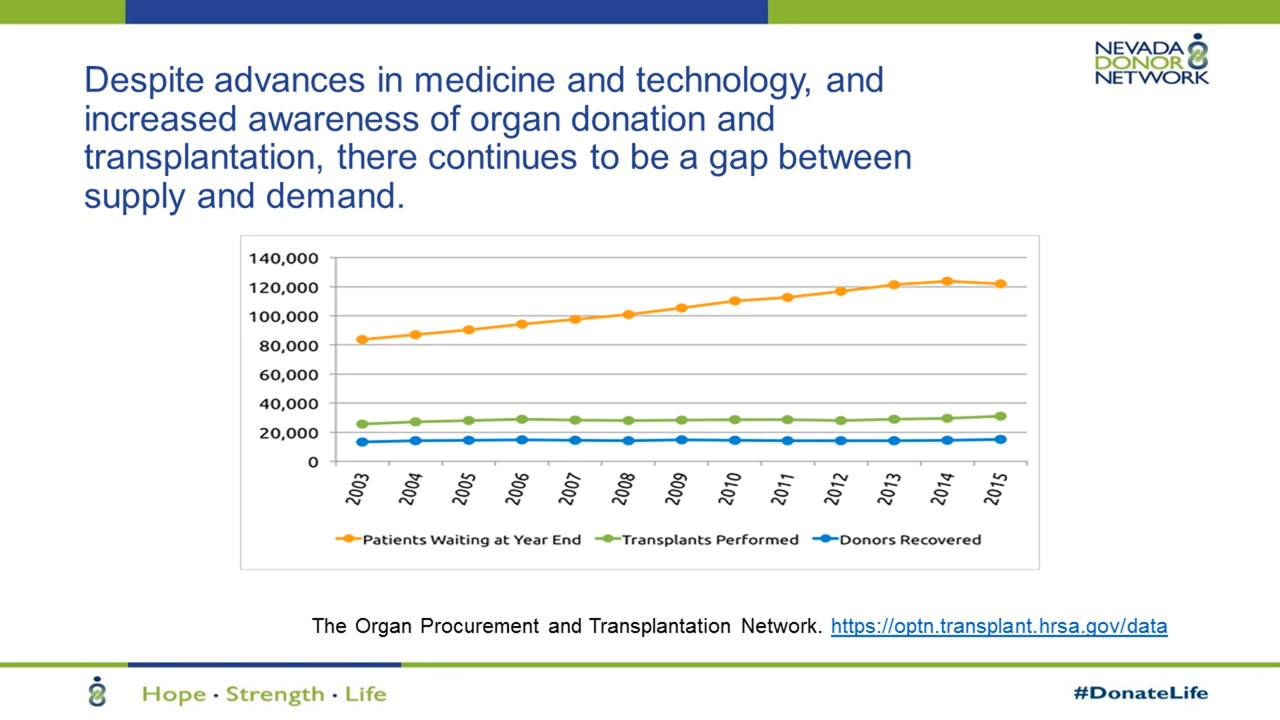 NEVADA
DONOR
NETWORK
Despite advances in medicine and technology, and
increased awareness of organ donation and
transplantation, there continues to be a gap between
supply and demand.
140,000
120,000
100,000
80,000
60,000
40,000
20,000
0
2003 2004 2005 2006 2007 2008 2009 2010 2011 2012 2013 2014 2015
Patients Waiting at Year End Transplants Performed Donors Recovered
The Organ Procurement and Transplantation Network. https://optn.transplant.hrsa.gov/data
Hope · Strength · Life #DonateLife